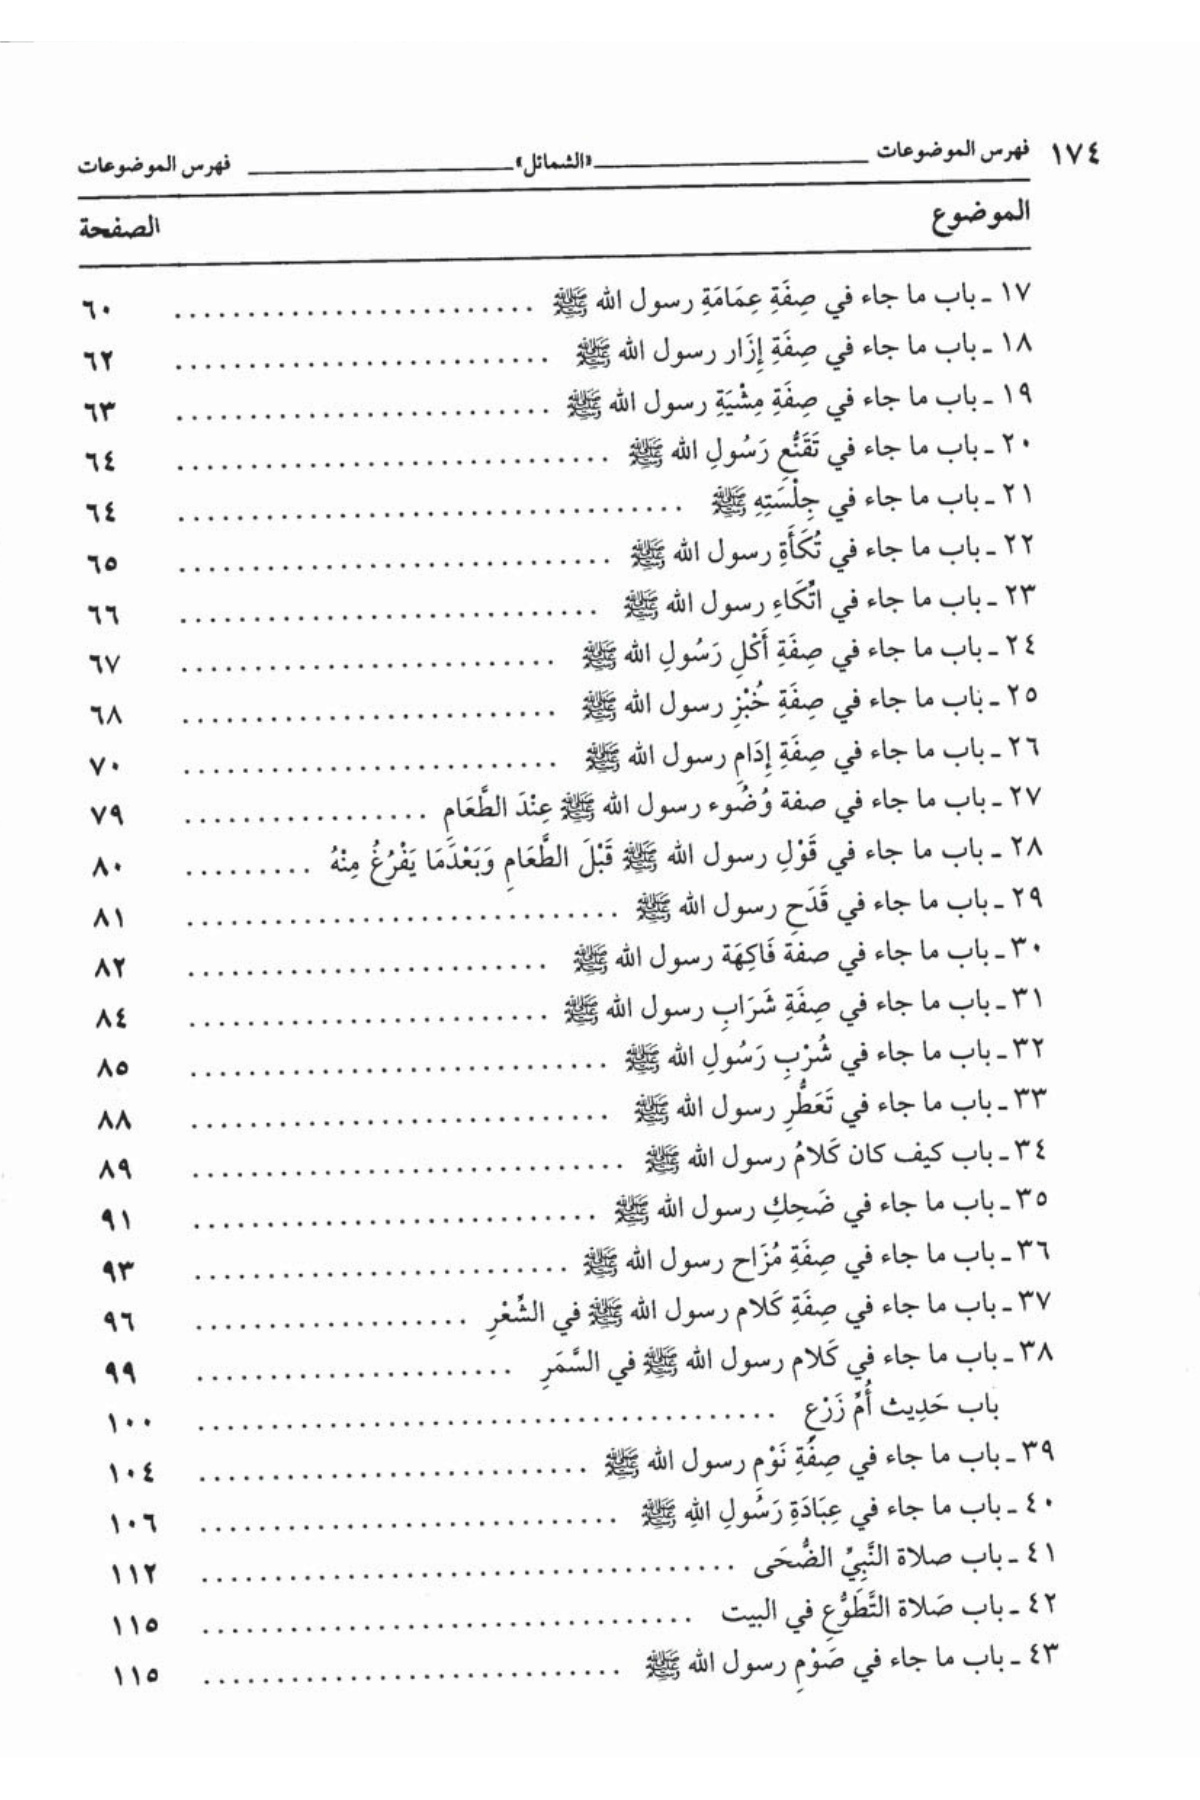 ١٧٤ فهرس الموضوعات «الشمائل» فهرس الموضوعات
الموضوع الصفحة
١٧ ـ باب ما جاء في صِفَةِ عِمَامَةِ رسول الله ﷺ .......................... ٦٠
١٨ ـ باب ما جاء في صِفَةِ إِزَار رسول الله ﷺ .......................... ٦٢
١٩ ـ باب ما جاء في صِفَةِ مِشْيَةِ رسول الله ﷺ .......................... ٦٣
٢٠ ـ باب ما جاء في تَقَنُّعِ رَسُولِ الله ﷺ .............................. ٦٤
٢١ ـ باب ما جاء في جِلْسَتِهِ ﷺ ................................... ٦٤
٢٢ ـ باب ما جاء في تُكَأَةِ رسول الله ﷺ .............................. ٦٥
٢٣ ـ باب ما جاء في اتّكَاءِ رسول الله ﷺ ............................. ٦٦
٢٤ ـ باب ما جاء في صِفَةِ أَكْلِ رَسُولِ الله ﷺ .......................... ٦٧
٢٥ ـ باب ما جاء في صِفَةِ خُبْزِ رسول الله ﷺ .......................... ٦٨
٢٦ ـ باب ما جاء في صِفَةِ إِدَامِ رسول الله ﷺ .......................... ٧٠
٢٧ ـ باب ما جاء في صفة وُضُوء رسول الله ﷺ عِنْدَ الطَّعَام ................. ٧٩
٢٨ ـ باب ما جاء في قَوْلِ رسول الله ﷺ قَبْلَ الطَّعَامِ وَبَعْدَمَا يَفْرُغُ مِنْهُ ......... ٨٠
٢٩ ـ باب ما جاء في قَدَحِ رسول الله ﷺ .............................. ٨١
٣٠ ـ باب ما جاء في صفة فَاكِهَة رسول الله ﷺ ......................... ٨٢
٣١ ـ باب ما جاء في صِفَةِ شَرَابِ رسول الله ﷺ ......................... ٨٤
٣٢ ـ باب ما جاء في شُرْبِ رَسُولِ الله ﷺ ............................. ٨٥
٣٣ ـ باب ما جاء في تَعَطُّرِ رسول الله ﷺ ............................. ٨٨
٣٤ ـ باب كيف كان كَلامُ رسول الله ﷺ .............................. ٨٩
٣٥ ـ باب ما جاء في ضَحِكِ رسول الله ﷺ ............................ ٩١
٣٦ ـ باب ما جاء في صِفَةِ مُزَاح رسول الله ﷺ .......................... ٩٣
٣٧ ـ باب ما جاء في صِفَةِ كَلام رسول الله ﷺ في الشّعْرِ ................... ٩٦
٣٨ ـ باب ما جاء في كَلام رسول الله ﷺ في السَّمَرِ ...................... ٩٩
باب حَدِيث أُمّ زَرْعٍ ........................................ ١٠٠
٣٩ ـ باب ما جاء في صِفَةِ نَوْم رسول الله ﷺ ........................... ١٠٤
٤٠ ـ باب ما جاء في عِبَادَةِ رَسُولِ اللهِ ﷺ ............................. ١٠٦
٤١ ـ باب صلاة النَّبِيّ الضُّحَى ..................................... ١١٢
٤٢ ـ باب صَلاة التَّطَوُّعِ في البيت .................................. ١١٥
٤٣ ـ باب ما جاء في صَوْمِ رسول الله ﷺ ............................. ١١٥